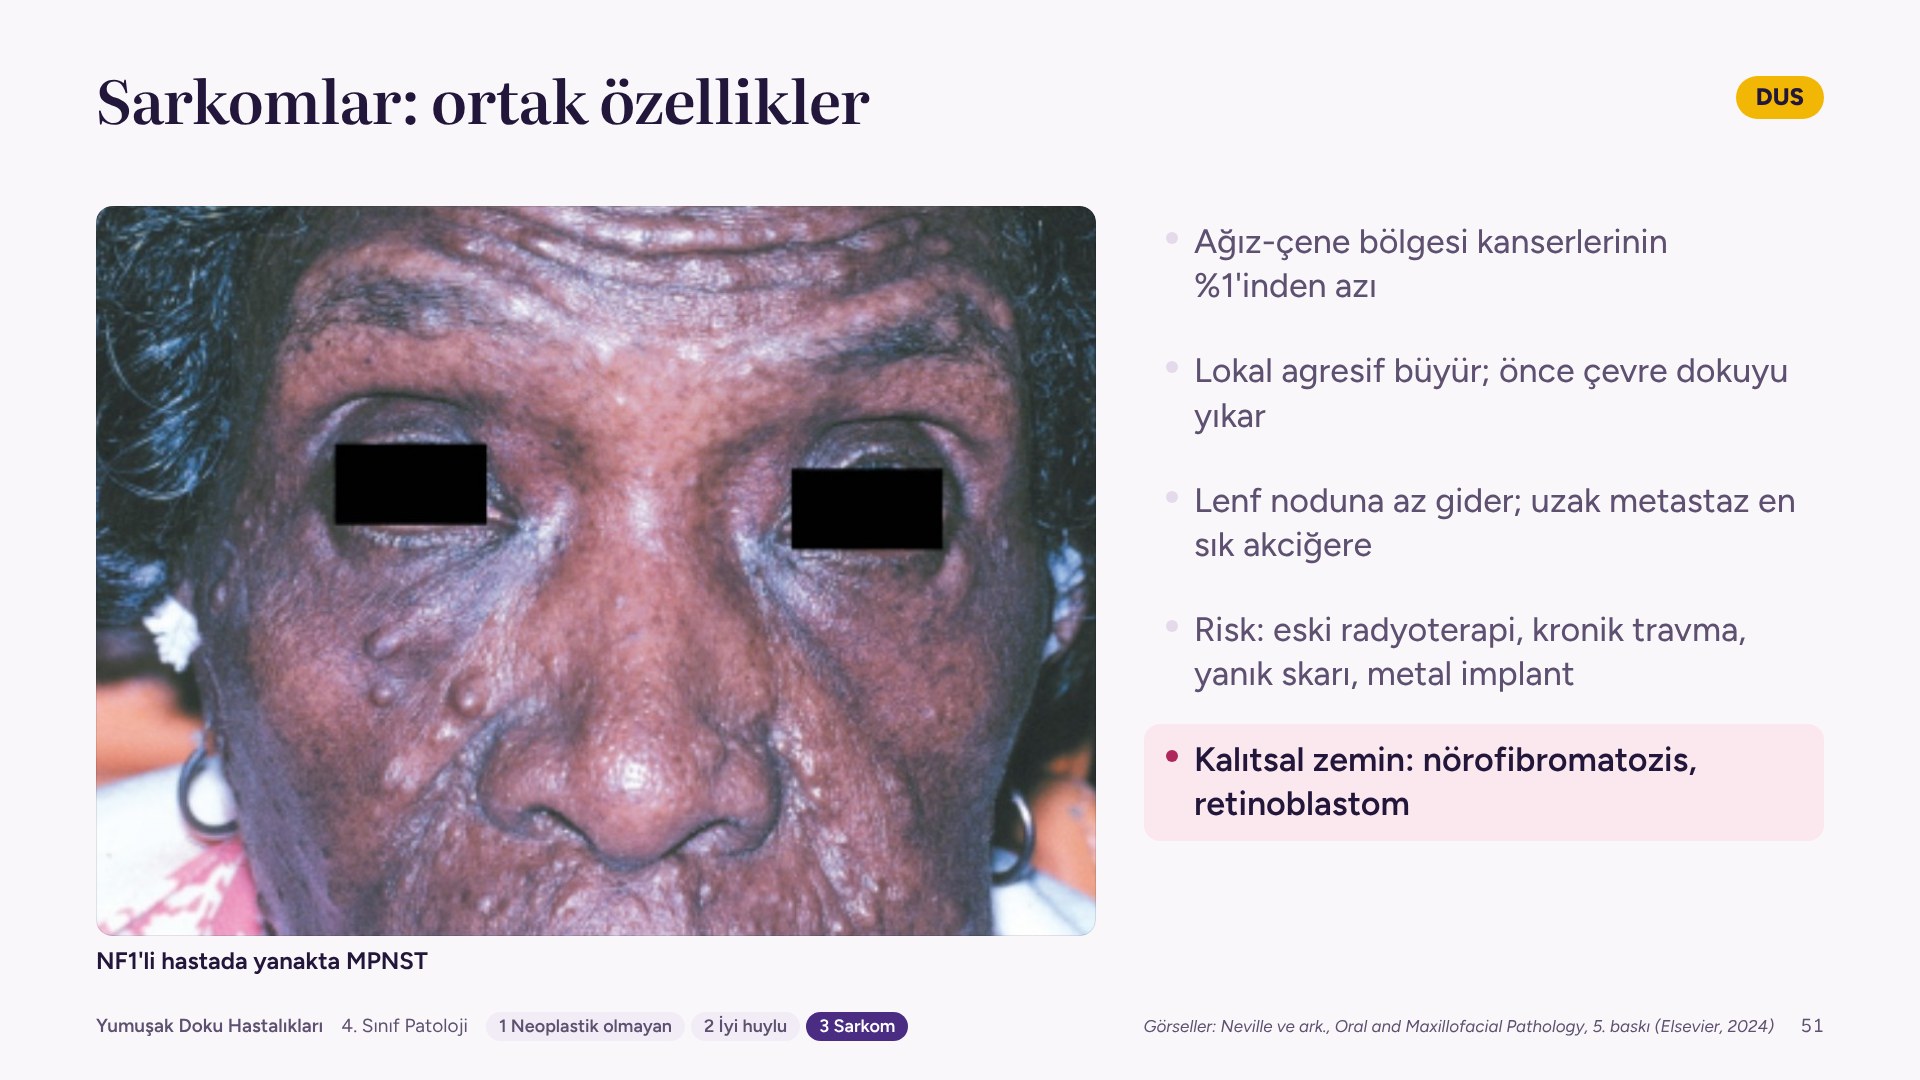 Sarkomlar: ortak özellikler
DUS
Ağız-çene bölgesi kanserlerinin
%1'inden azı
Lokal agresif büyür; önce çevre dokuyu
yıkar
Lenf noduna az gider; uzak metastaz en
sık akciğere
Risk: eski radyoterapi, kronik travma,
yanık skarı, metal implant
Kalıtsal zemin: nörofibromatozis,
retinoblastom
NF1'li hastada yanakta MPNST
Yumuşak Doku Hastalıkları 4. Sınıf Patoloji 1 Neoplastik olmayan 2 İyi huylu 3 Sarkom
Görseller: Neville ve ark., Oral and Maxillofacial Pathology, 5. baskı (Elsevier, 2024) 51